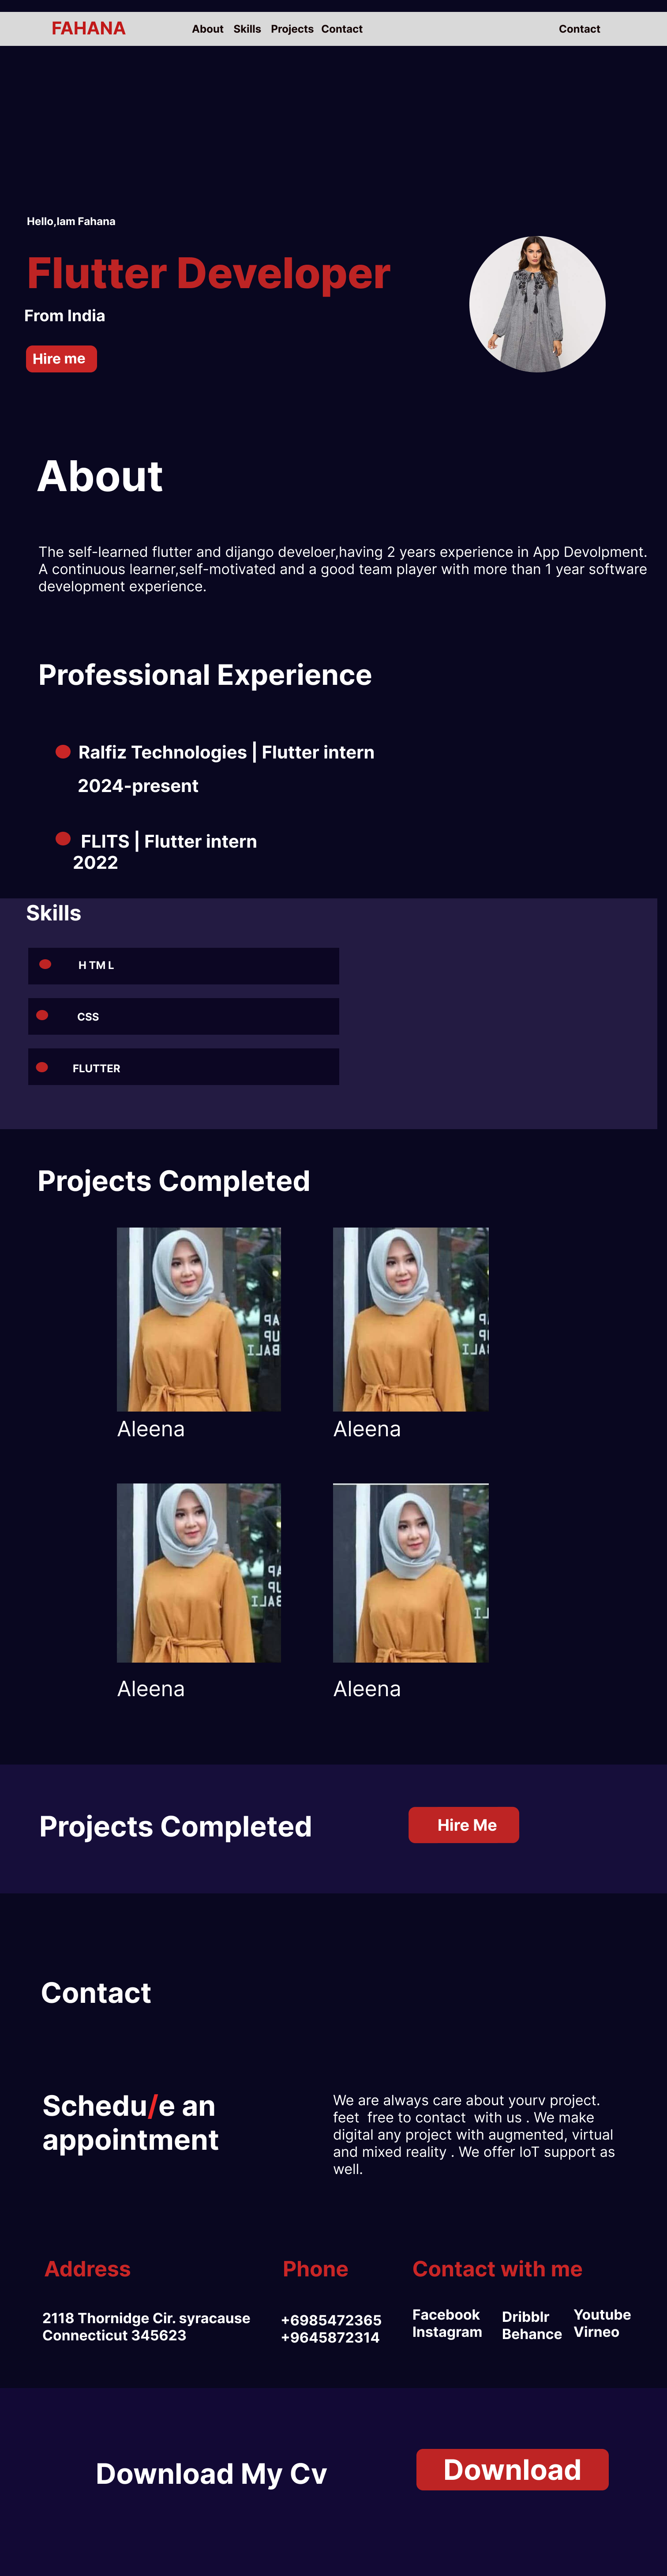 FAHANA
About Skills Projects Contact
Contact
Hello,Iam Fahana
Flutter Developer
From India
Hire me
About
The self-learned flutter and dijango develoer,having 2 years experience in App Devolpment.
A continuous learner,self-motivated and a good team player with more than 1 year software
development experience.
Professional Experience
Ralfiz Technologies | Flutter intern
2024-present
FLITS | Flutter intern
2022
Skills
H TM L
CSS
FLUTTER
Projects Completed
Aleena
Aleena
Aleena
Aleena
Projects Completed
Hire Me
Contact
Schedu/e an
appointment
We are always care about yourv project.
feet free to contact with us . We make
digital any project with augmented, virtual
and mixed reality . We offer IoT support as
well.
Address
2118 Thornidge Cir. syracause
Connecticut 345623
Phone
+6985472365
+9645872314
Contact with me
Facebook
Instagram
Dribblr
Behance
Youtube
Virneo
Download My Cv
Download